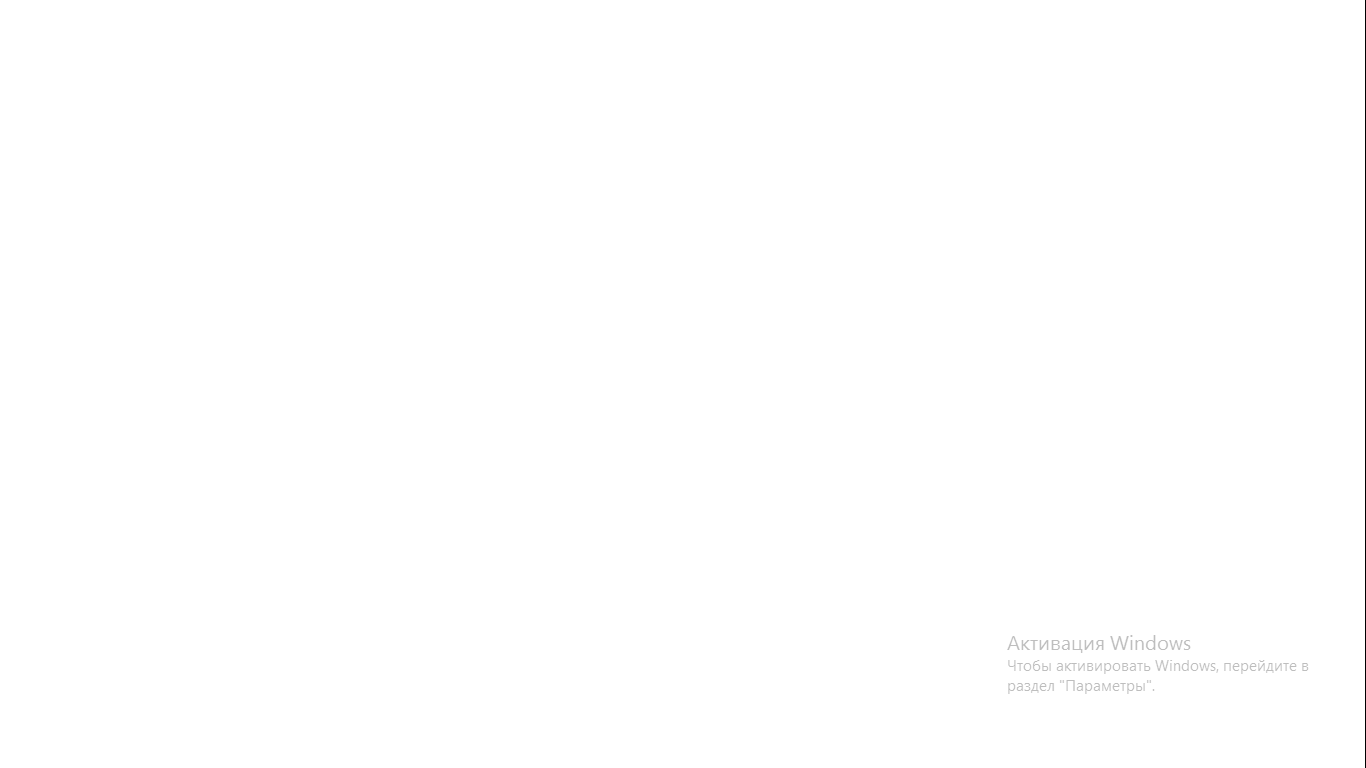 Активация Windows
Чтобы активировать Windows, перейдите в
раздел "Параметры".